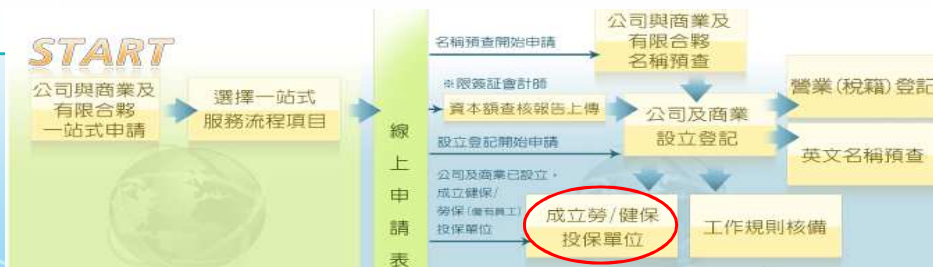 START
公司與商業及
有限合夥
一站式申請
選擇一站式
服務流程項目
線
上
申
請
表
名稱預查開始申請
公司與商業及
有限合夥
名稱預查
※限簽証會計師
資本額查核報告上傳
設立登記開始申請
公司及商業
設立登記
營業(稅籍)登記
英文名稱預查
公司及商業已設立，
成立健保/
勞保(僱有員工)
投保單位
成立勞/健保
投保單位
工作規則核備